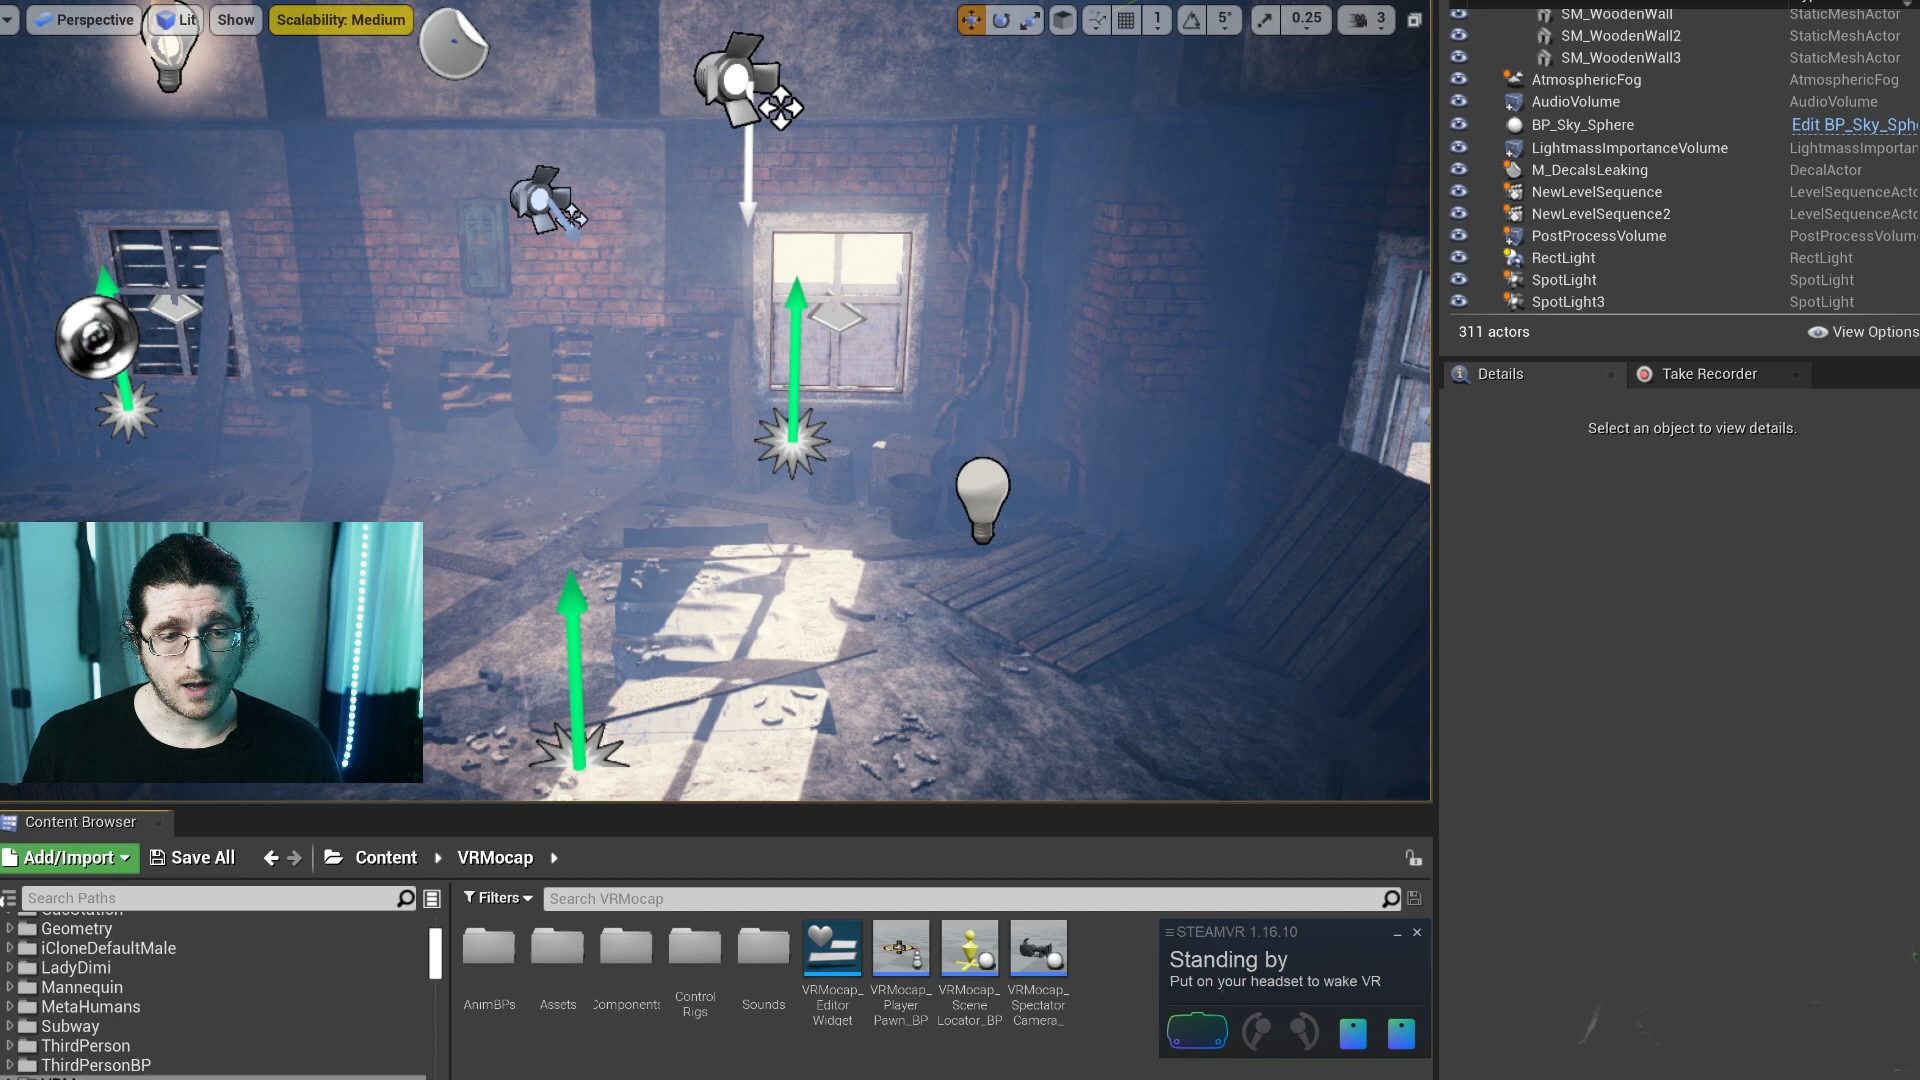 Perspective
Lit
Show
Scalability: Medium
1
5°
0.25
3
SM_WoodenWall StaticMeshActor
SM_WoodenWall2 StaticMeshActor
SM_WoodenWall3 StaticMeshActor
AtmosphericFog AtmosphericFog
AudioVolume AudioVolume
BP_Sky_Sphere Edit BP_Sky_Sph
LightmassImportanceVolume LightmassImportan
M_DecalsLeaking DecalActor
NewLevelSequence LevelSequenceActo
NewLevelSequence2 LevelSequenceActo
PostProcessVolume PostProcessVolum
RectLight RectLight
SpotLight SpotLight
SpotLight3 SpotLight
311 actors
View Options
Details
Take Recorder
Select an object to view details.
Content Browser
Add/Import
Save All
Content
VRMocap
Search Paths
Filters
Search VRMocap
Geometry
iCloneDefaultMale
LadyDimi
Mannequin
MetaHumans
Subway
ThirdPerson
ThirdPersonBP
AnimBPs
Assets
Components
Control
Rigs
Sounds
VRMocap_
Editor
Widget
VRMocap_
Player
Pawn_BP
VRMocap_
Scene
Locator_BP
VRMocap_
Spectator
Camera_
STEAMVR 1.16.10
Standing by
Put on your headset to wake VR